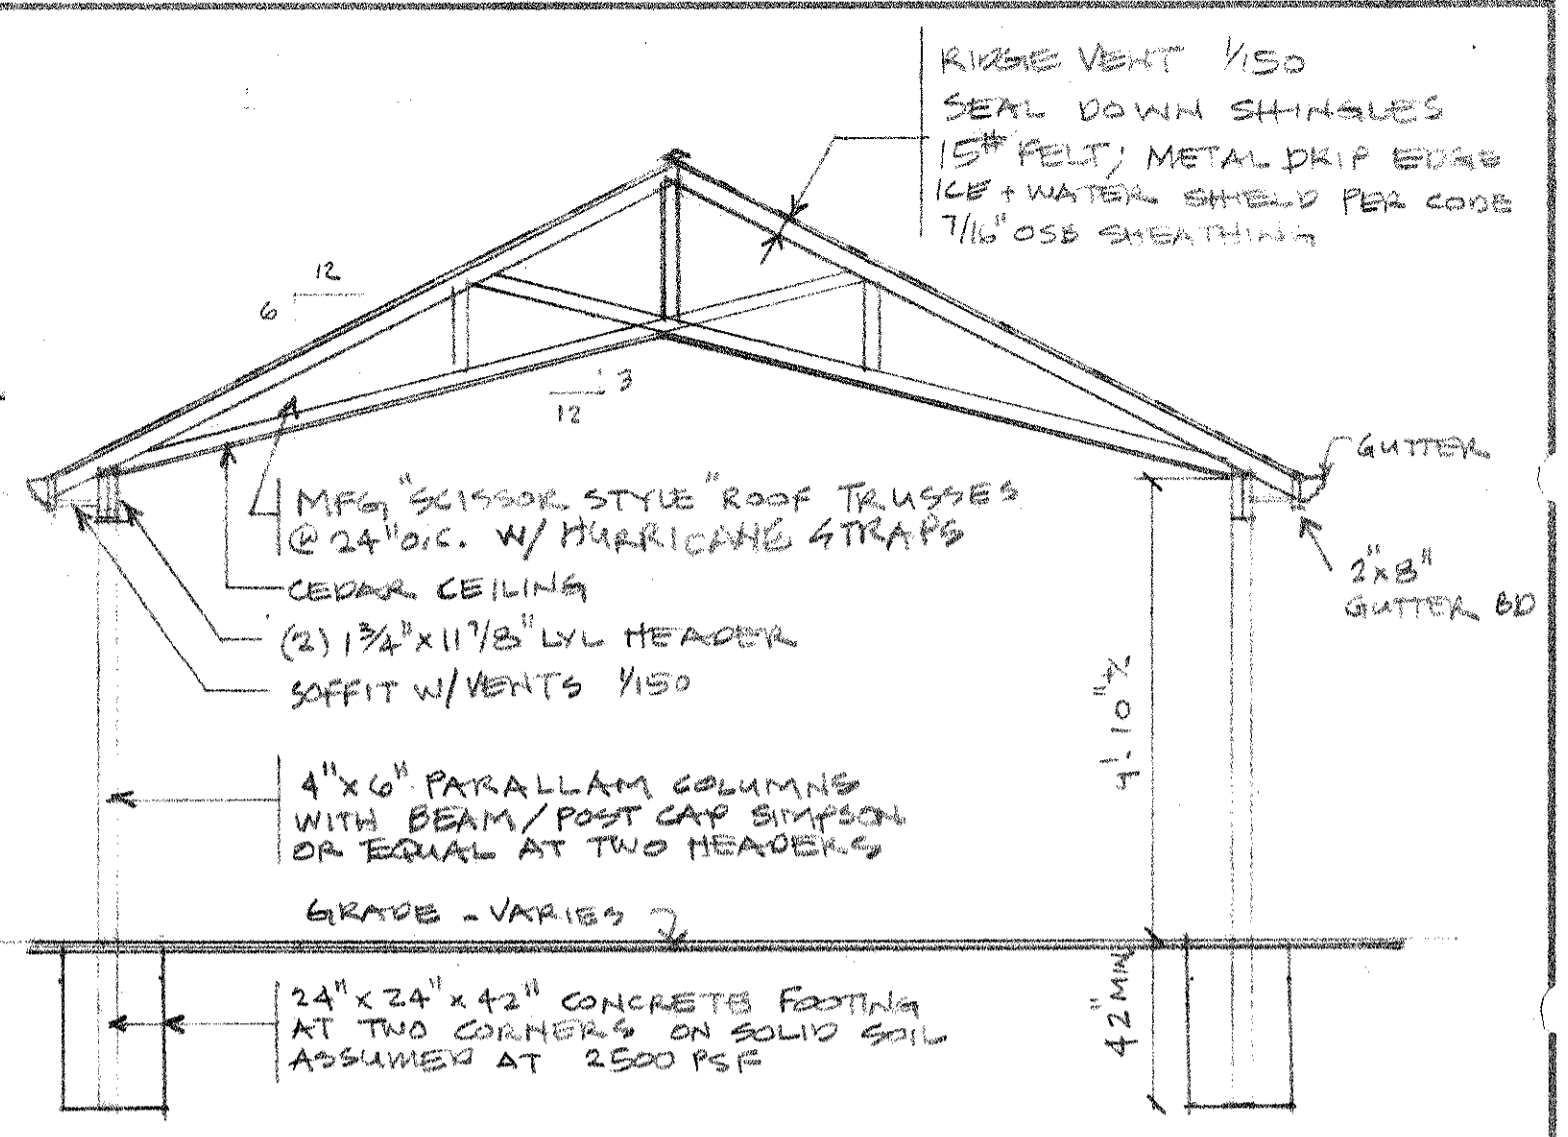 RIDGE VENT 1/150
SEAL DOWN SHINGLES
15# FELT; METAL DRIP EDGE
ICE + WATER SHIELD PER CODE
7/16" OSB SHEATHING
12
6
3
12
GUTTER
MFG "SCISSOR STYLE" ROOF TRUSSES
@ 24" O.C. W/ HURRICANE STRAPS
CEDAR CEILING
2"x8"
GUTTER BD
(2) 1 3/4" x 11 7/8" LVL HEADER
SOFFIT W/VENTS 1/150
4"x6" PARALLAM COLUMNS
WITH BEAM/POST CAP SIMPSON
OR EQUAL AT TWO HEADERS
GRADE - VARIES
24" x 24" x 42" CONCRETE FOOTING
AT TWO CORNERS ON SOLID SOIL
ASSUMED AT 2500 PSF
42" MIN